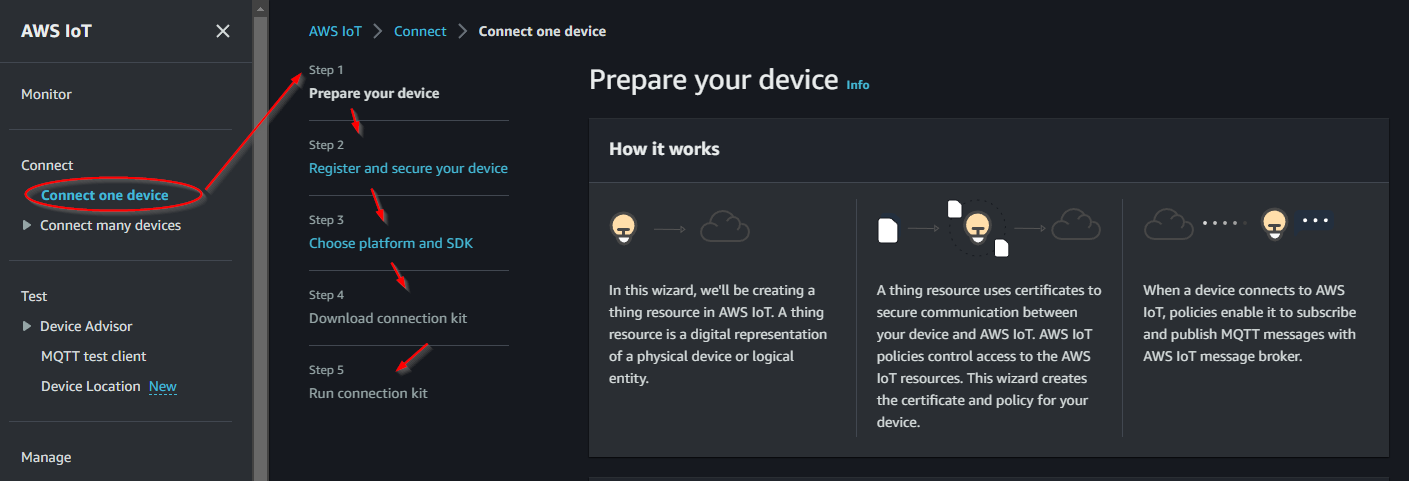 AWS IoT
Monitor
Connect
Connect one device
Connect many devices
Test
Device Advisor
MQTT test client
Device Location New
Manage
AWS IoT > Connect > Connect one device
Step 1
Prepare your device
Step 2
Register and secure your device
Step 3
Choose platform and SDK
Step 4
Download connection kit
Step 5
Run connection kit
Prepare your device Info
How it works
In this wizard, we'll be creating a
thing resource in AWS IoT. A thing
resource is a digital representation
of a physical device or logical
entity.
A thing resource uses certificates to
secure communication between
your device and AWS IoT. AWS IoT
policies control access to the AWS
IoT resources. This wizard creates
the certificate and policy for your
device.
When a device connects to AWS
IoT, policies enable it to subscribe
and publish MQTT messages with
AWS IoT message broker.